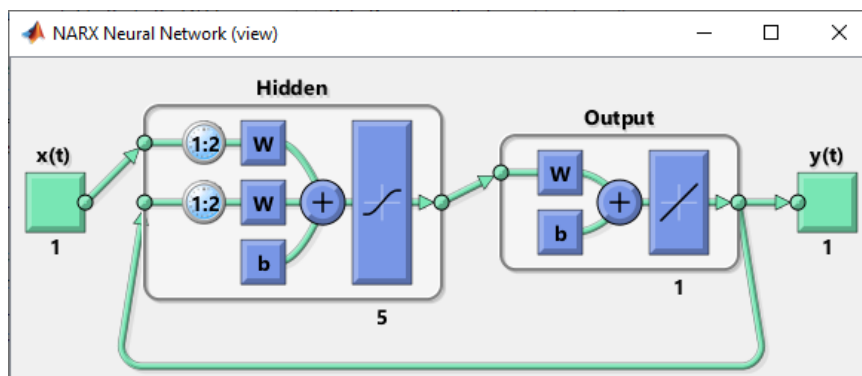 NARX Neural Network (view)
Hidden
Output
x(t)
y(t)
1:2
W
1:2
W
b
W
b
1
5
1
1